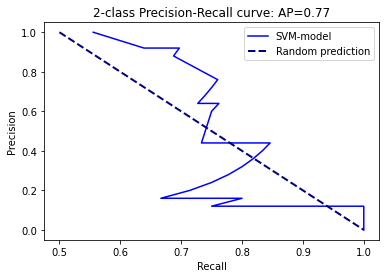 2-class Precision-Recall curve: AP=0.77
SVM-model
Random prediction
Precision
1.0
0.8
0.6
0.4
0.2
0.0
0.5 0.6 0.7 0.8 0.9 1.0
Recall